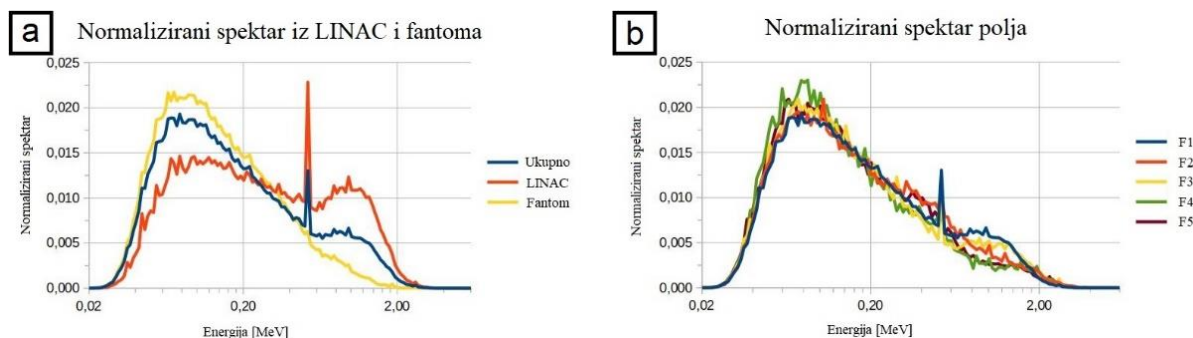 a
Normalizirani spektar iz LINAC i fantoma
0,025
0,020
0,015
0,010
0,005
0,000
Normalizirani spektar
0,02
0,20
2,00
Energija [MeV]
Ukupno
LINAC
Fantom
b
Normalizirani spektar polja
0,025
0,020
0,015
0,010
0,005
0,000
Normalizirani spektar
0,02
0,20
2,00
Energija [MeV]
F1
F2
F3
F4
F5